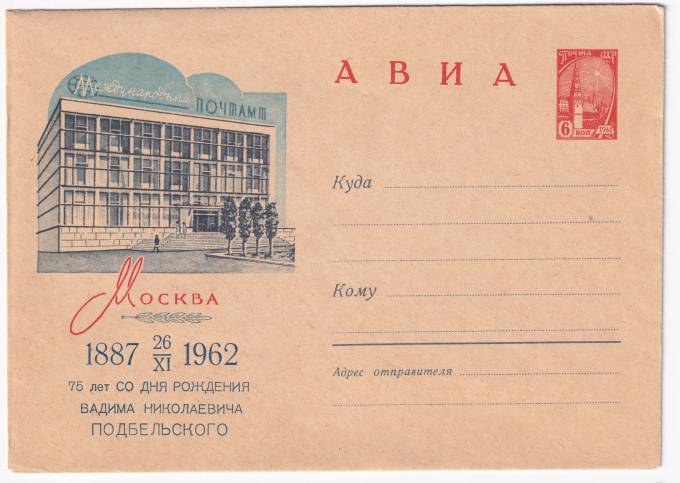 Международный
ПОЧТАМТ
МОСКВА
1887 26/XI 1962
75 лет СО ДНЯ РОЖДЕНИЯ
ВАДИМА НИКОЛАЕВИЧА
ПОДБЕЛЬСКОГО
АВИА
Почта СССР
6 коп
1961
Куда
Кому
Адрес отправителя